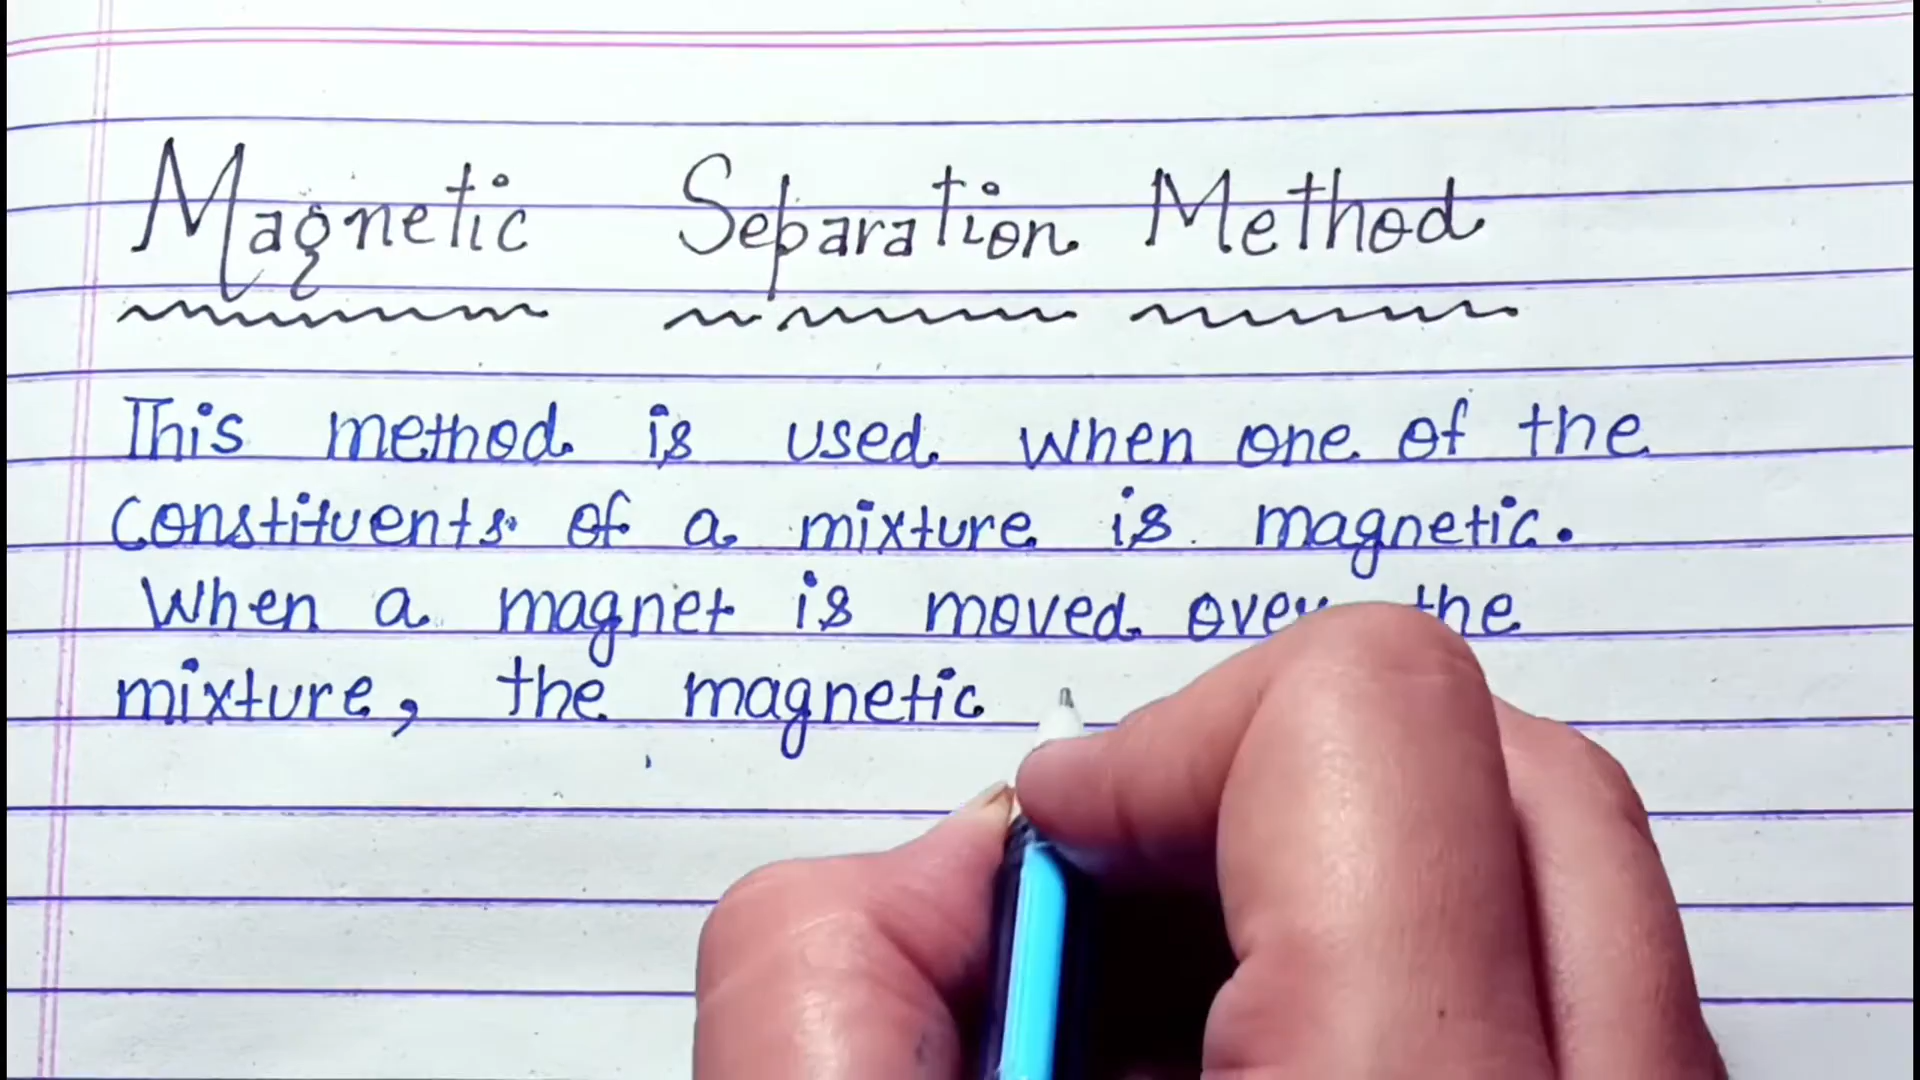 Magnetic Separation Method
This method is used when one of the
constituents of a mixture is magnetic.
When a magnet is moved over the
mixture, the magnetic